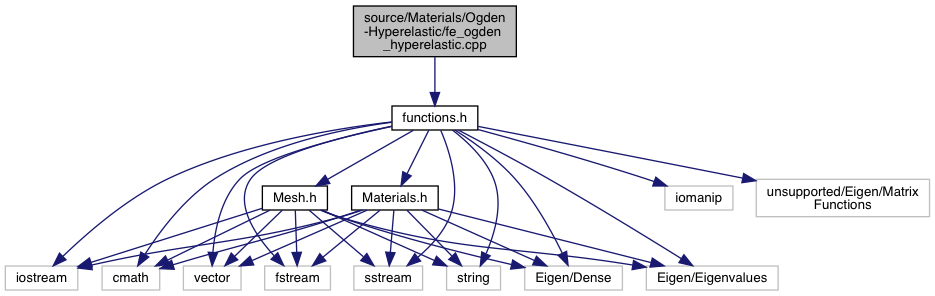 source/Materials/Ogden
-Hyperelastic/fe_ogden
_hyperelastic.cpp
functions.h
Mesh.h
Materials.h
iomanip
unsupported/Eigen/Matrix
Functions
iostream
cmath
vector
fstream
sstream
string
Eigen/Dense
Eigen/Eigenvalues